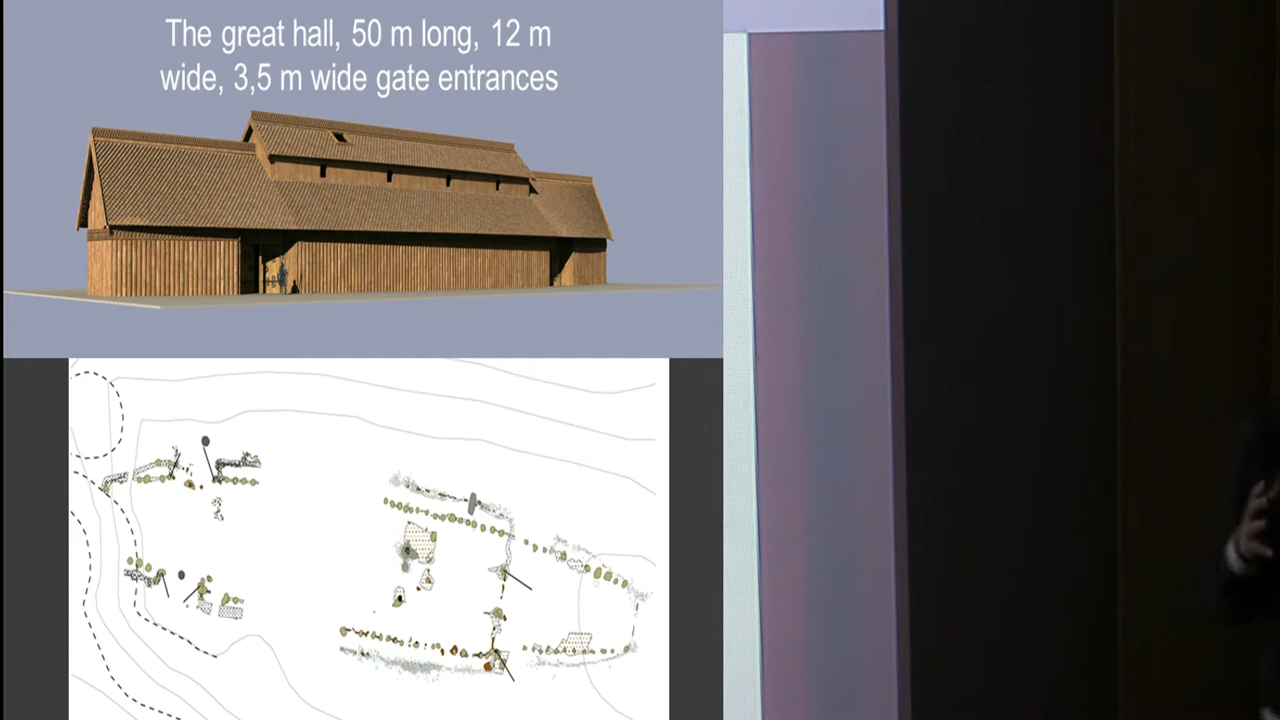 The great hall, 50 m long, 12 m
wide, 3,5 m wide gate entrances